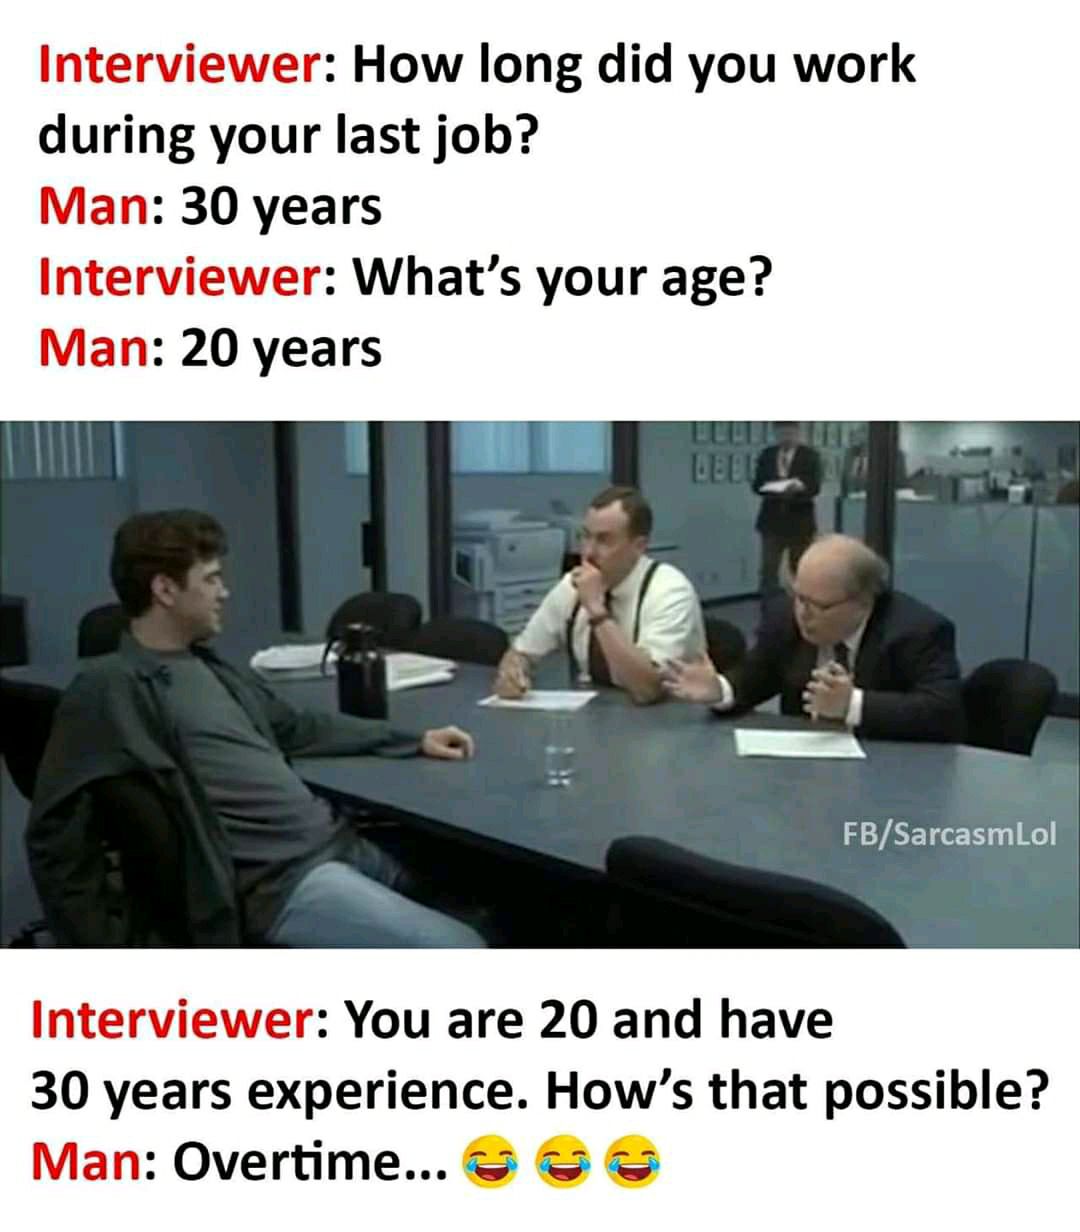 Interviewer: How long did you work
during your last job?
Man: 30 years
Interviewer: What’s your age?
Man: 20 years
FB/SarcasmLol
Interviewer: You are 20 and have
30 years experience. How’s that possible?
Man: Overtime... 😂 😂 😂